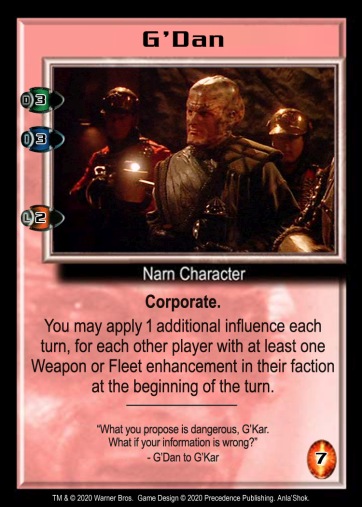 G'Dan
D 3
I 3
L 2
Narn Character
Corporate.
You may apply 1 additional influence each
turn, for each other player with at least one
Weapon or Fleet enhancement in their faction
at the beginning of the turn.
“What you propose is dangerous, G'Kar.
What if your information is wrong?”
- G'Dan to G'Kar
7
TM & © 2020 Warner Bros. Game Design © 2020 Precedence Publishing. Anla'Shok.